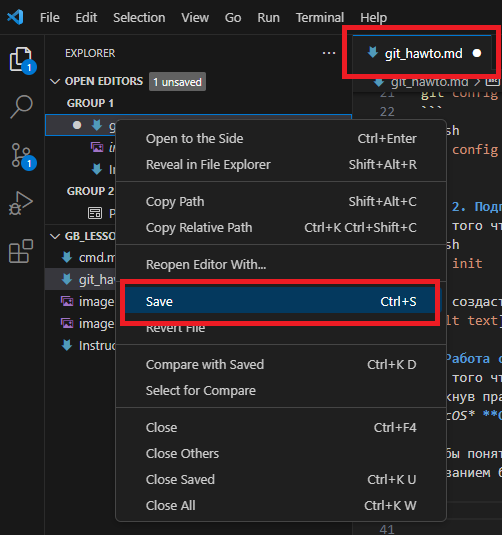 File Edit Selection View Go Run Terminal Help
EXPLORER
git_hawto.md
OPEN EDITORS 1 unsaved
git_hawto.md
GROUP 1
21 git config
22 ```
sh
config
Open to the Side Ctrl+Enter
Reveal in File Explorer Shift+Alt+R
Copy Path Shift+Alt+C
Copy Relative Path Ctrl+K Ctrl+Shift+C
Reopen Editor With...
Save Ctrl+S
Revert File
Compare with Saved Ctrl+K D
Select for Compare
Close Ctrl+F4
Close Others
Close Saved Ctrl+K U
Close All Ctrl+K W
GROUP 2
GB_LESSO
cmd.m
git_haw
image
image
Instruc
2. Подг
того чт
sh
init
создаст
lt text]
Работа с
того чт
кнув пра
cOS* **C
бы понят
ванием б
41
1
1